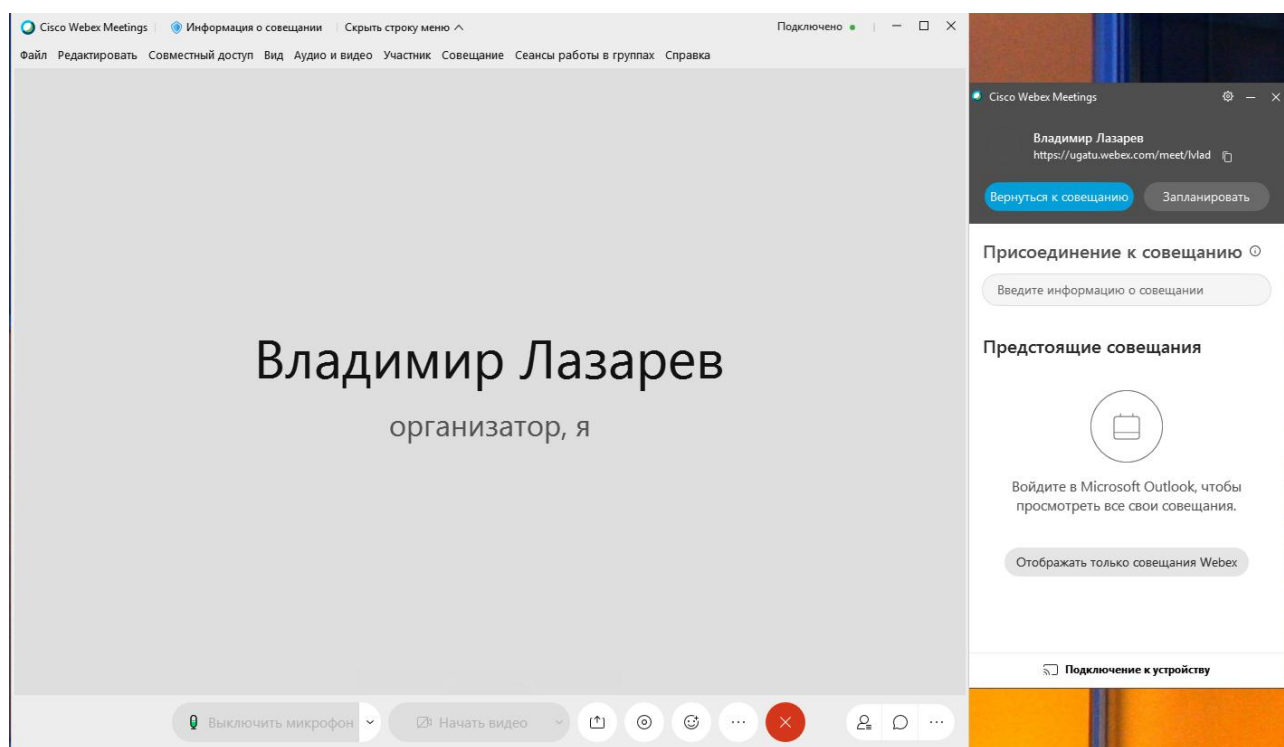 Cisco Webex Meetings
Информация о совещании
Скрыть строку меню
Подключено
Файл Редактировать Совместный доступ Вид Аудио и видео Участник Совещание Сеансы работы в группах Справка
Владимир Лазарев
организатор, я
Выключить микрофон
Начать видео
Cisco Webex Meetings
Владимир Лазарев
https://ugatu.webex.com/meet/lvlad
Вернуться к совещанию
Запланировать
Присоединение к совещанию
Введите информацию о совещании
Предстоящие совещания
Войдите в Microsoft Outlook, чтобы
просмотреть все свои совещания.
Отображать только совещания Webex
Подключение к устройству